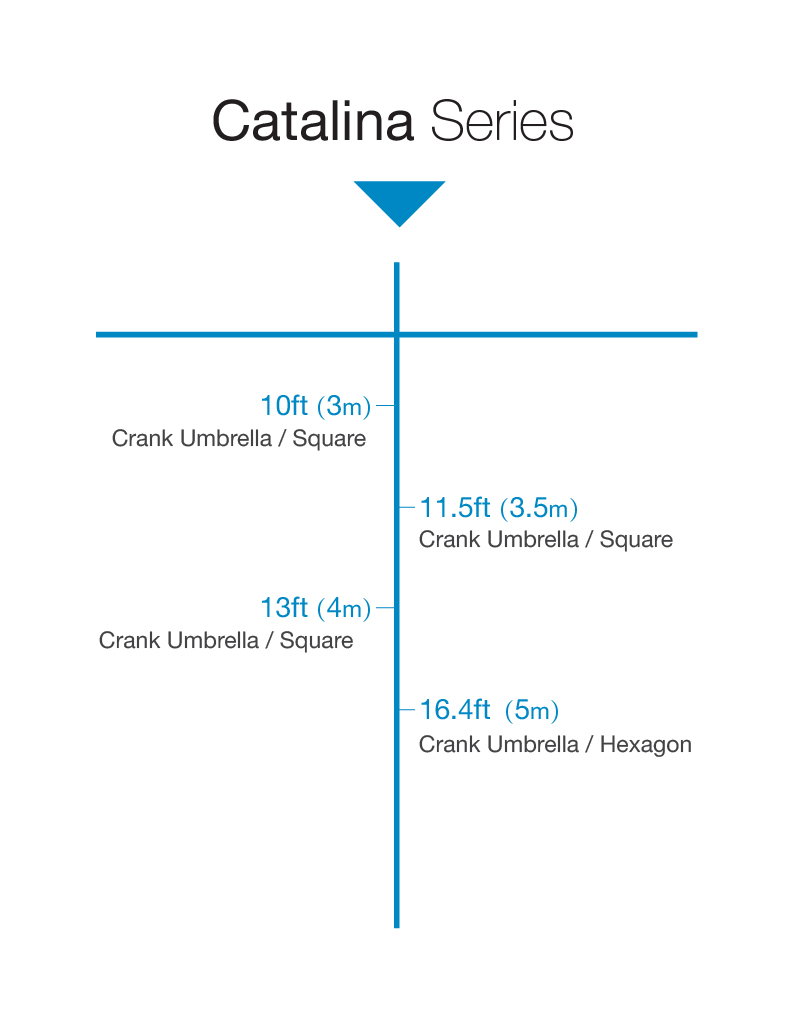 Catalina Series
10ft (3m)
Crank Umbrella / Square
11.5ft (3.5m)
Crank Umbrella / Square
13ft (4m)
Crank Umbrella / Square
16.4ft (5m)
Crank Umbrella / Hexagon